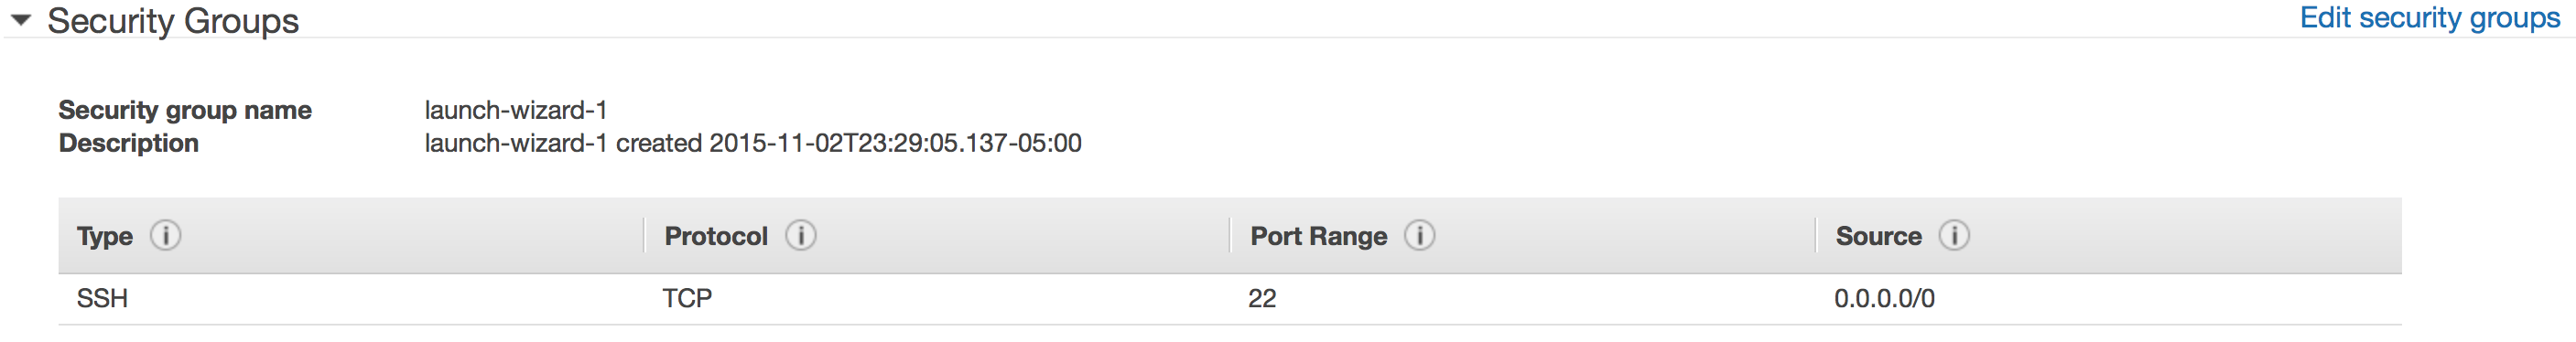 Security Groups
Edit security groups
Security group name launch-wizard-1
Description launch-wizard-1 created 2015-11-02T23:29:05.137-05:00
Type Protocol Port Range Source
SSH TCP 22 0.0.0.0/0